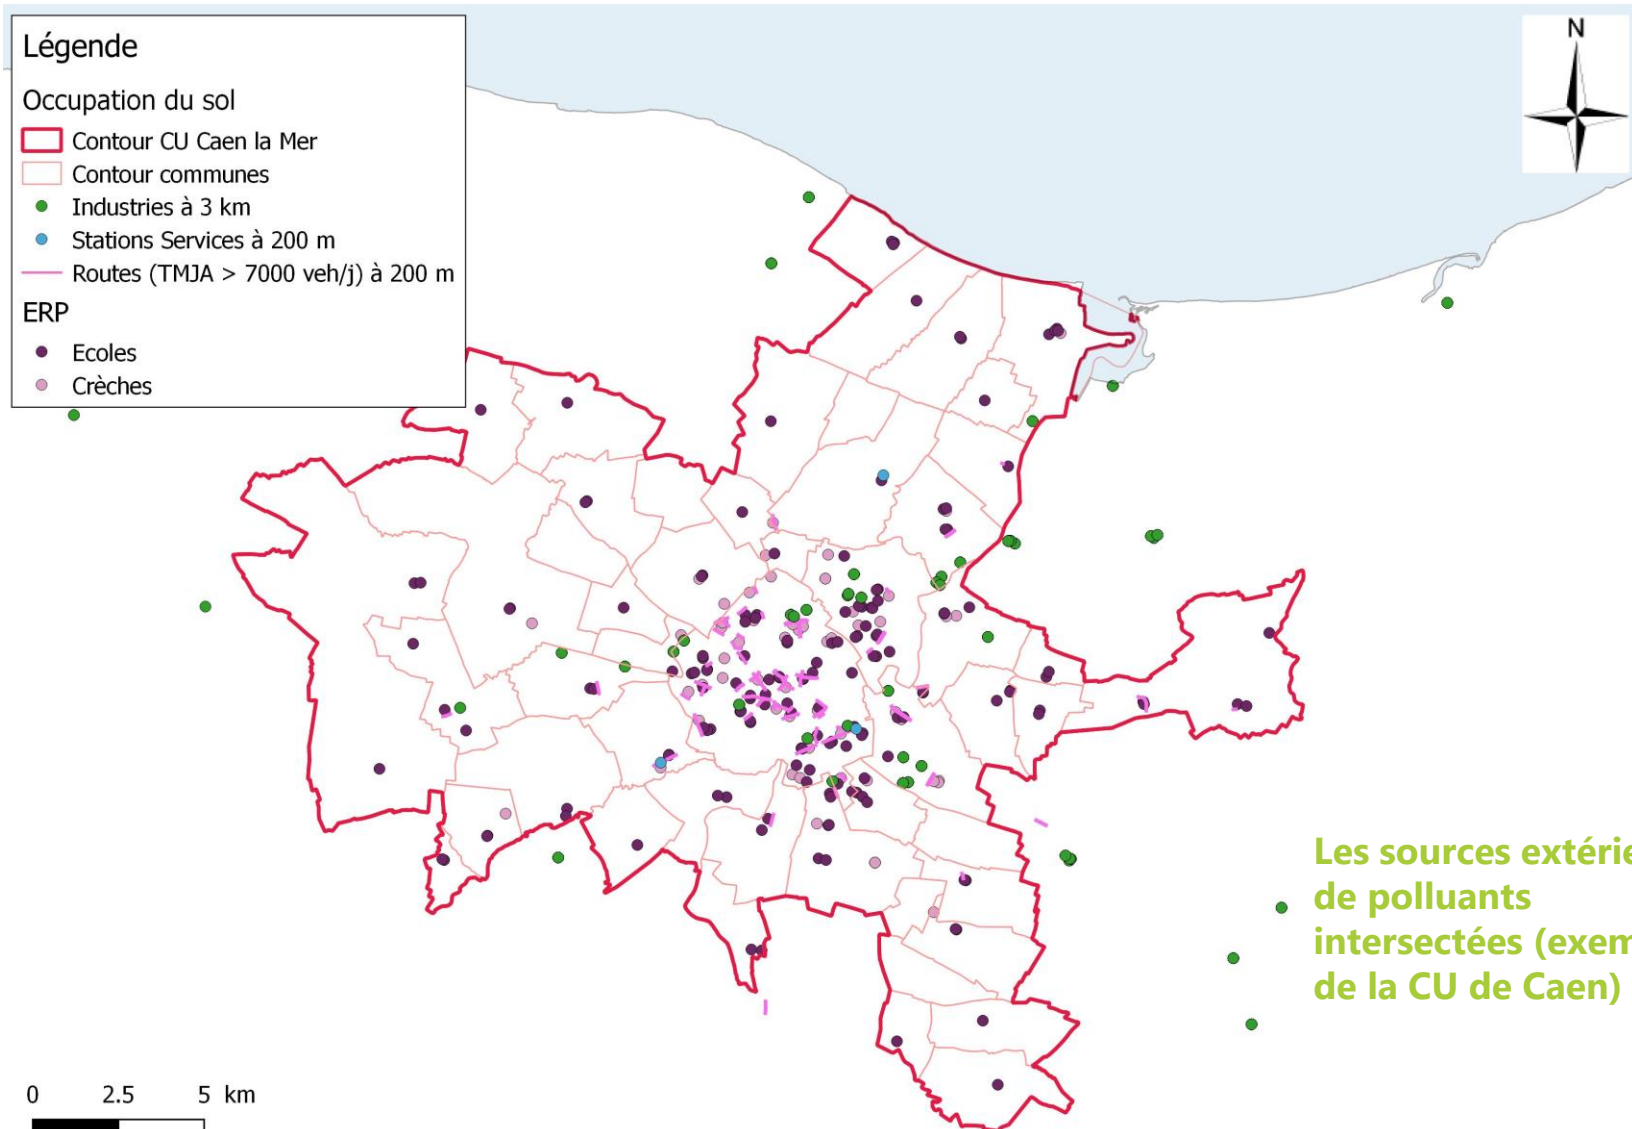 Légende
Occupation du sol
Contour CU Caen la Mer
Contour communes
Industries à 3 km
Stations Services à 200 m
Routes (TMJA > 7000 veh/j) à 200 m
ERP
Ecoles
Crèches
N
Les sources
de polluants
intersectées
de la CU de Caen)
0 2.5 5 km